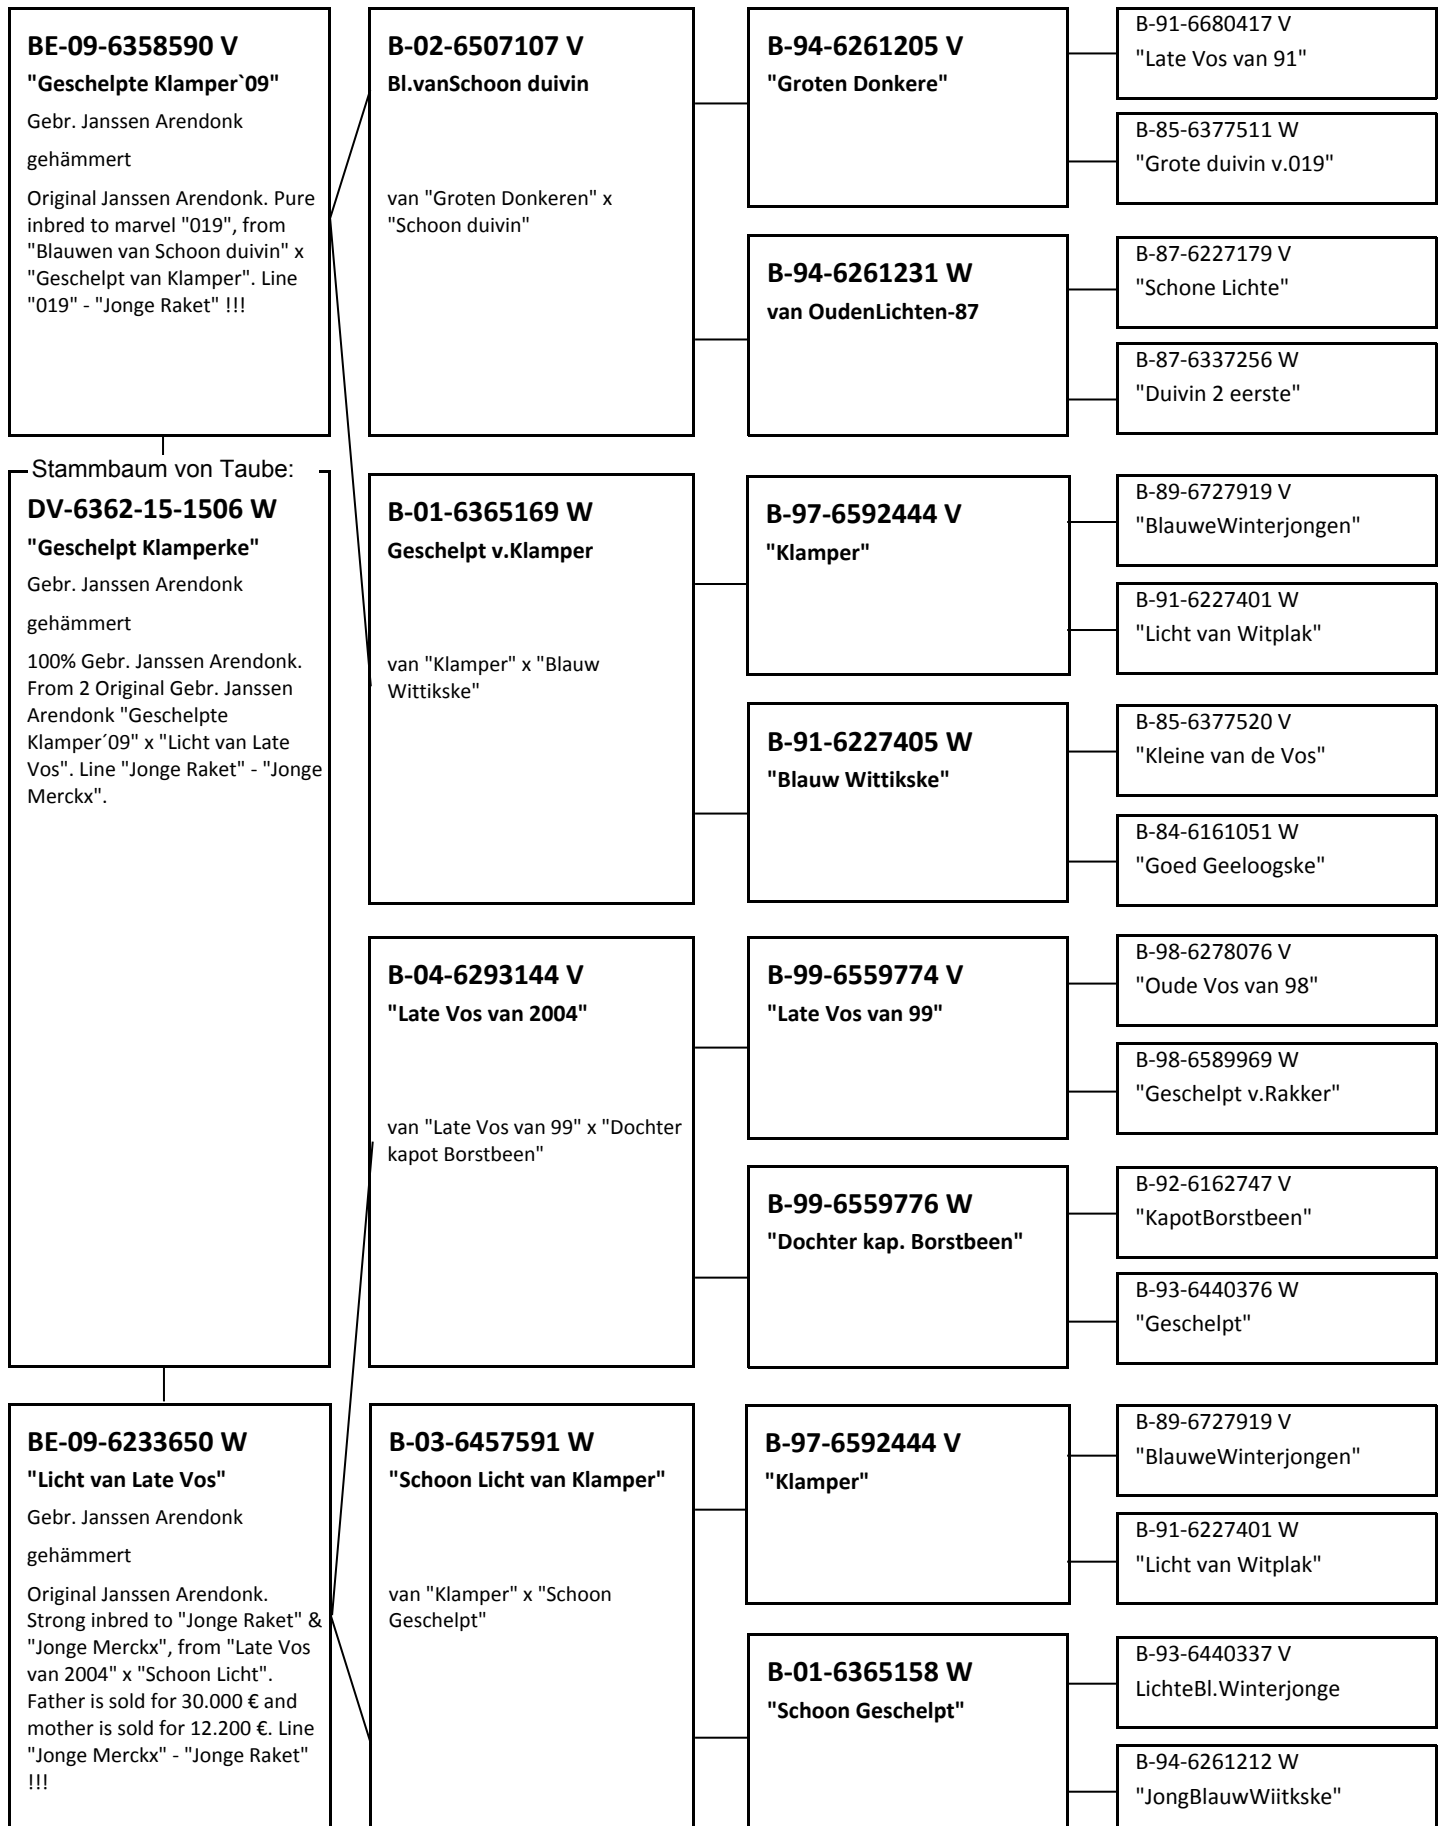 BE-09-6358590 V
"Geschelpte Klamper`09"
Gebr. Janssen Arendonk
gehämmert
Original Janssen Arendonk. Pure
inbred to marvel "019", from
"Blauwen van Schoon duivin" x
"Geschelpt van Klamper". Line
"019" - "Jonge Raket" !!!
Stammbaum von Taube:
DV-6362-15-1506 W
"Geschelpt Klamperke"
Gebr. Janssen Arendonk
gehämmert
100% Gebr. Janssen Arendonk.
From 2 Original Gebr. Janssen
Arendonk "Geschelpte
Klamper´09" x "Licht van Late
Vos". Line "Jonge Raket" - "Jonge
Merckx".
BE-09-6233650 W
"Licht van Late Vos"
Gebr. Janssen Arendonk
gehämmert
Original Janssen Arendonk.
Strong inbred to "Jonge Raket" &
"Jonge Merckx", from "Late Vos
van 2004" x "Schoon Licht".
Father is sold for 30.000 € and
mother is sold for 12.200 €. Line
"Jonge Merckx" - "Jonge Raket"
!!!
B-02-6507107 V
Bl.vanSchoon duivin
van "Groten Donkeren" x
"Schoon duivin"
B-01-6365169 W
Geschelpt v.Klamper
van "Klamper" x "Blauw
Wittikske"
B-04-6293144 V
"Late Vos van 2004"
van "Late Vos van 99" x "Dochter
kapot Borstbeen"
B-03-6457591 W
"Schoon Licht van Klamper"
van "Klamper" x "Schoon
Geschelpt"
B-94-6261205 V
"Groten Donkere"
B-94-6261231 W
van OudenLichten-87
B-97-6592444 V
"Klamper"
B-91-6227405 W
"Blauw Wittikske"
B-99-6559774 V
"Late Vos van 99"
B-99-6559776 W
"Dochter kap. Borstbeen"
B-97-6592444 V
"Klamper"
B-01-6365158 W
"Schoon Geschelpt"
B-91-6680417 V
"Late Vos van 91"
B-85-6377511 W
"Grote duivin v.019"
B-87-6227179 V
"Schone Lichte"
B-87-6337256 W
"Duivin 2 eerste"
B-89-6727919 V
"BlauweWinterjongen"
B-91-6227401 W
"Licht van Witplak"
B-85-6377520 V
"Kleine van de Vos"
B-84-6161051 W
"Goed Geeloogske"
B-98-6278076 V
"Oude Vos van 98"
B-98-6589969 W
"Geschelpt v.Rakker"
B-92-6162747 V
"KapotBorstbeen"
B-93-6440376 W
"Geschelpt"
B-89-6727919 V
"BlauweWinterjongen"
B-91-6227401 W
"Licht van Witplak"
B-93-6440337 V
LichteBl.Winterjonge
B-94-6261212 W
"JongBlauwWiitkske"